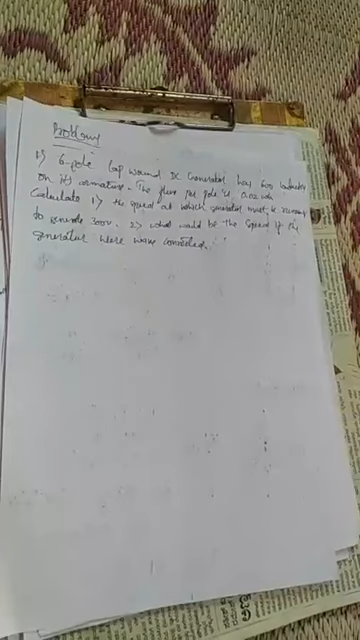 Problems
1) 6-pole lap wound DC Generator has 600 conductors
on its armature. The flux per pole is 0.02 wb
Calculate 1) the speed at which generator must be running
to generate 300V. 2) what would be the speed if the
generator were wave connected.